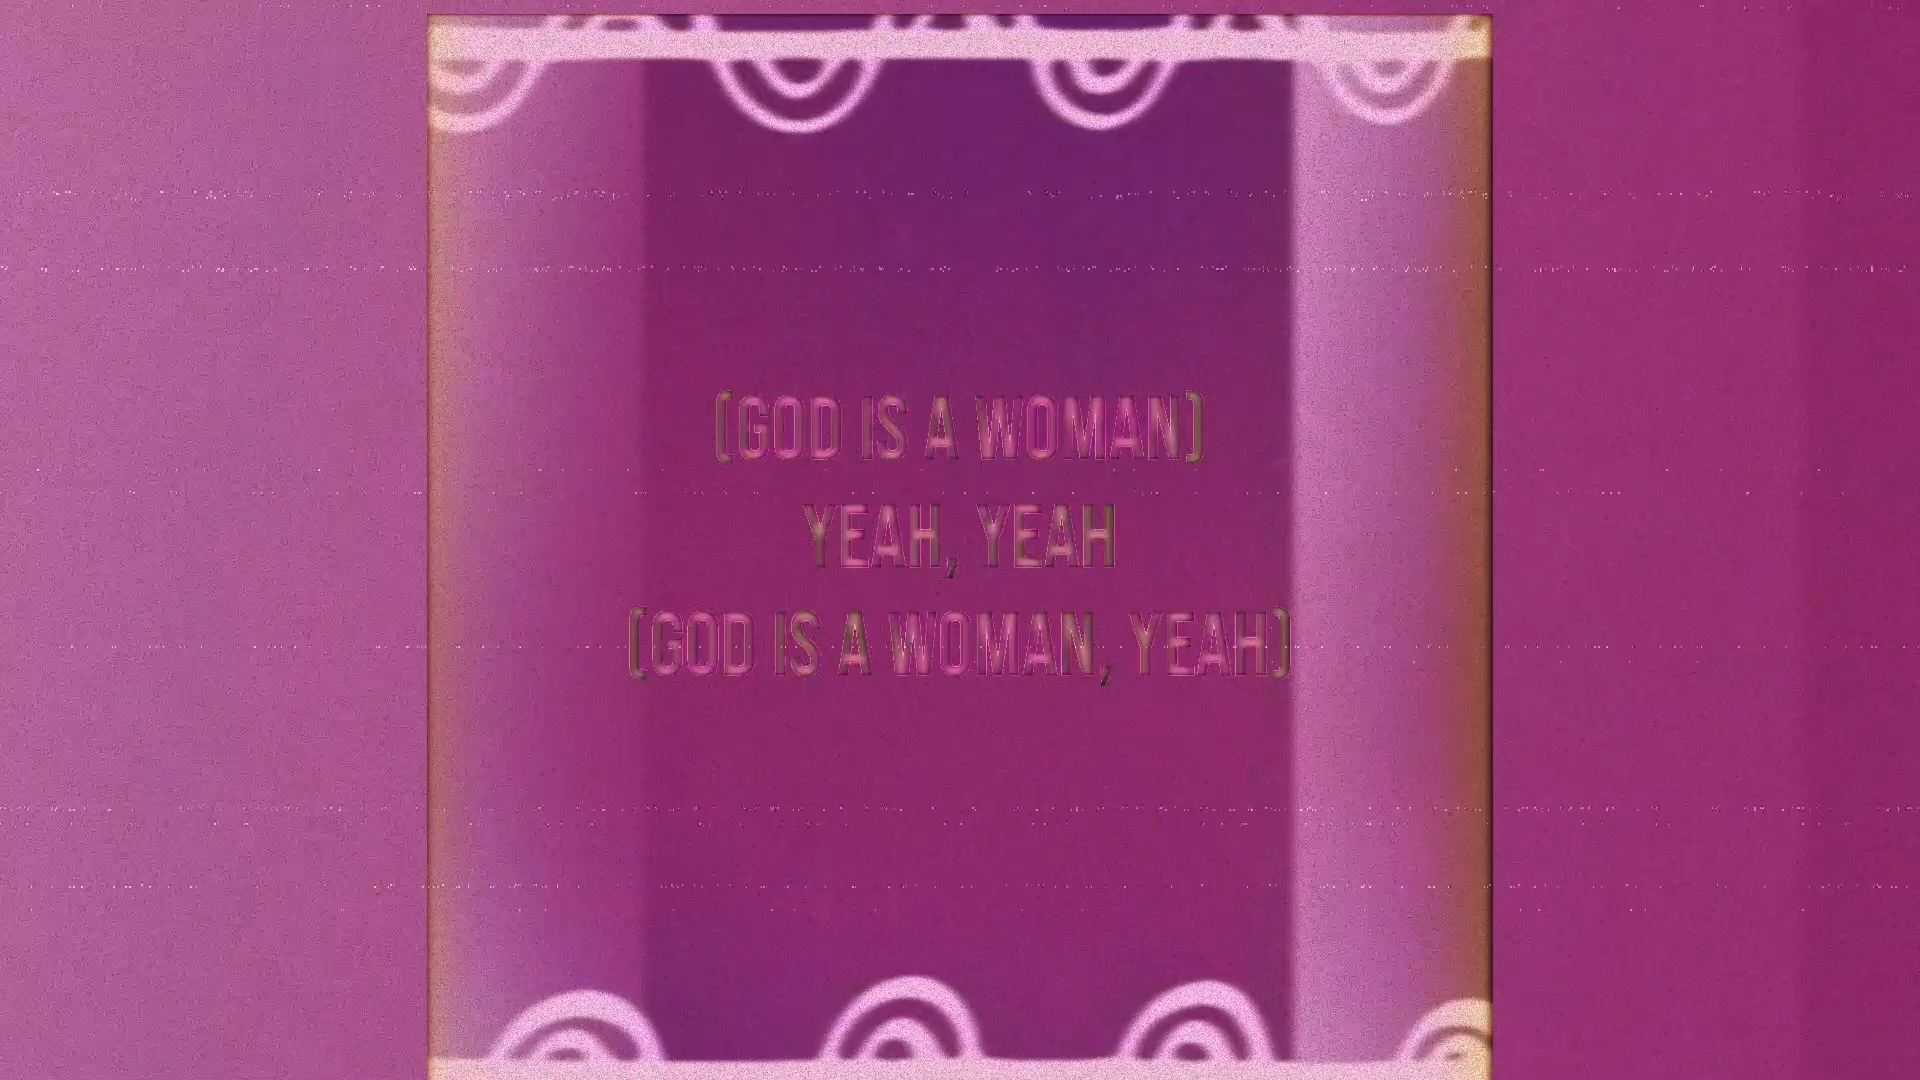 (GOD IS A WOMAN)
YEAH, YEAH
(GOD IS A WOMAN, YEAH)